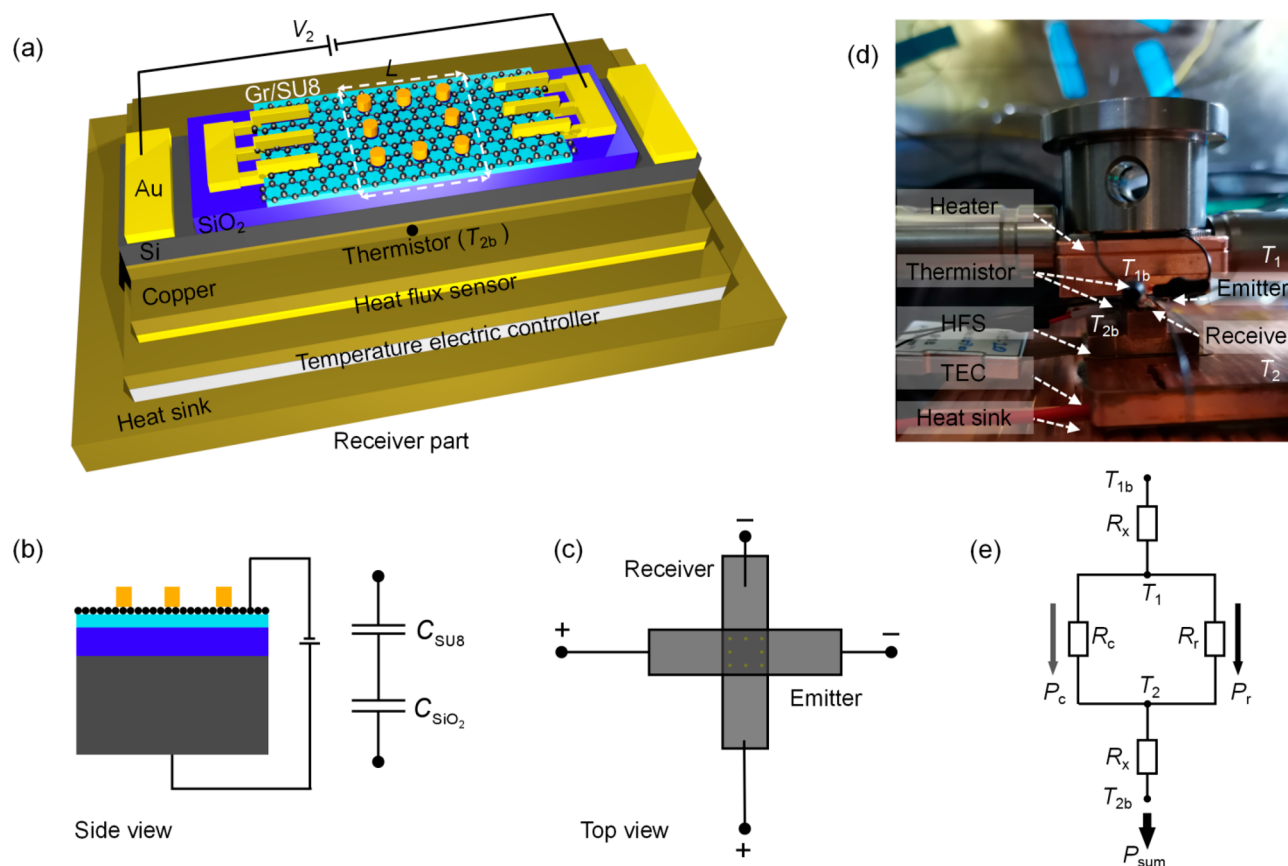 (a)
V2
L
Gr/SU8
Au
SiO2
Si
Thermistor (T2b)
Copper
Heat flux sensor
Temperature electric controller
Heat sink
Receiver part
(d)
Heater
T1
Thermistor
T1b
Emitter
HFS
T2b
Receive
TEC
T2
Heat sink
(b)
CSU8
CSiO2
Side view
(c)
−
Receiver
+
−
Emitter
+
Top view
(e)
T1b
Rx
T1
Rc
Rr
Pc
T2
Pr
Rx
T2b
Psum